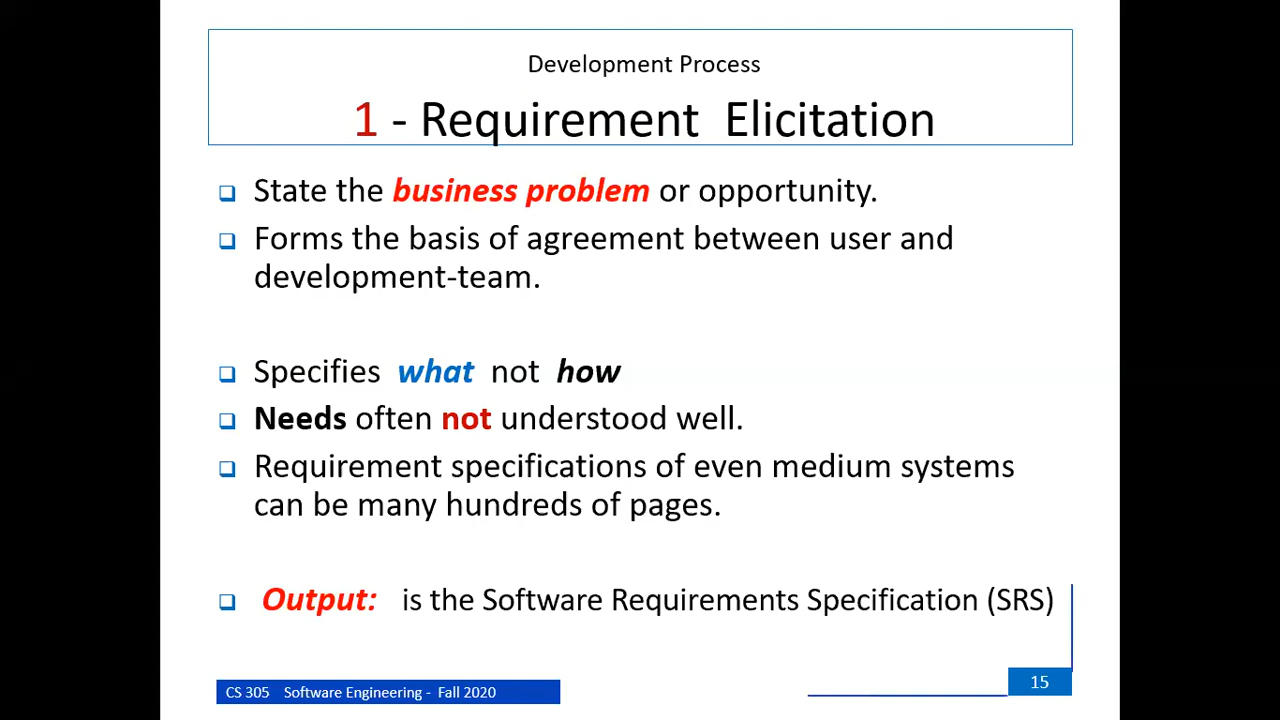 Development Process
1 - Requirement Elicitation
State the business problem or opportunity.
Forms the basis of agreement between user and
development-team.
Specifies what not how
Needs often not understood well.
Requirement specifications of even medium systems
can be many hundreds of pages.
Output: is the Software Requirements Specification (SRS)
CS 305 Software Engineering - Fall 2020
15